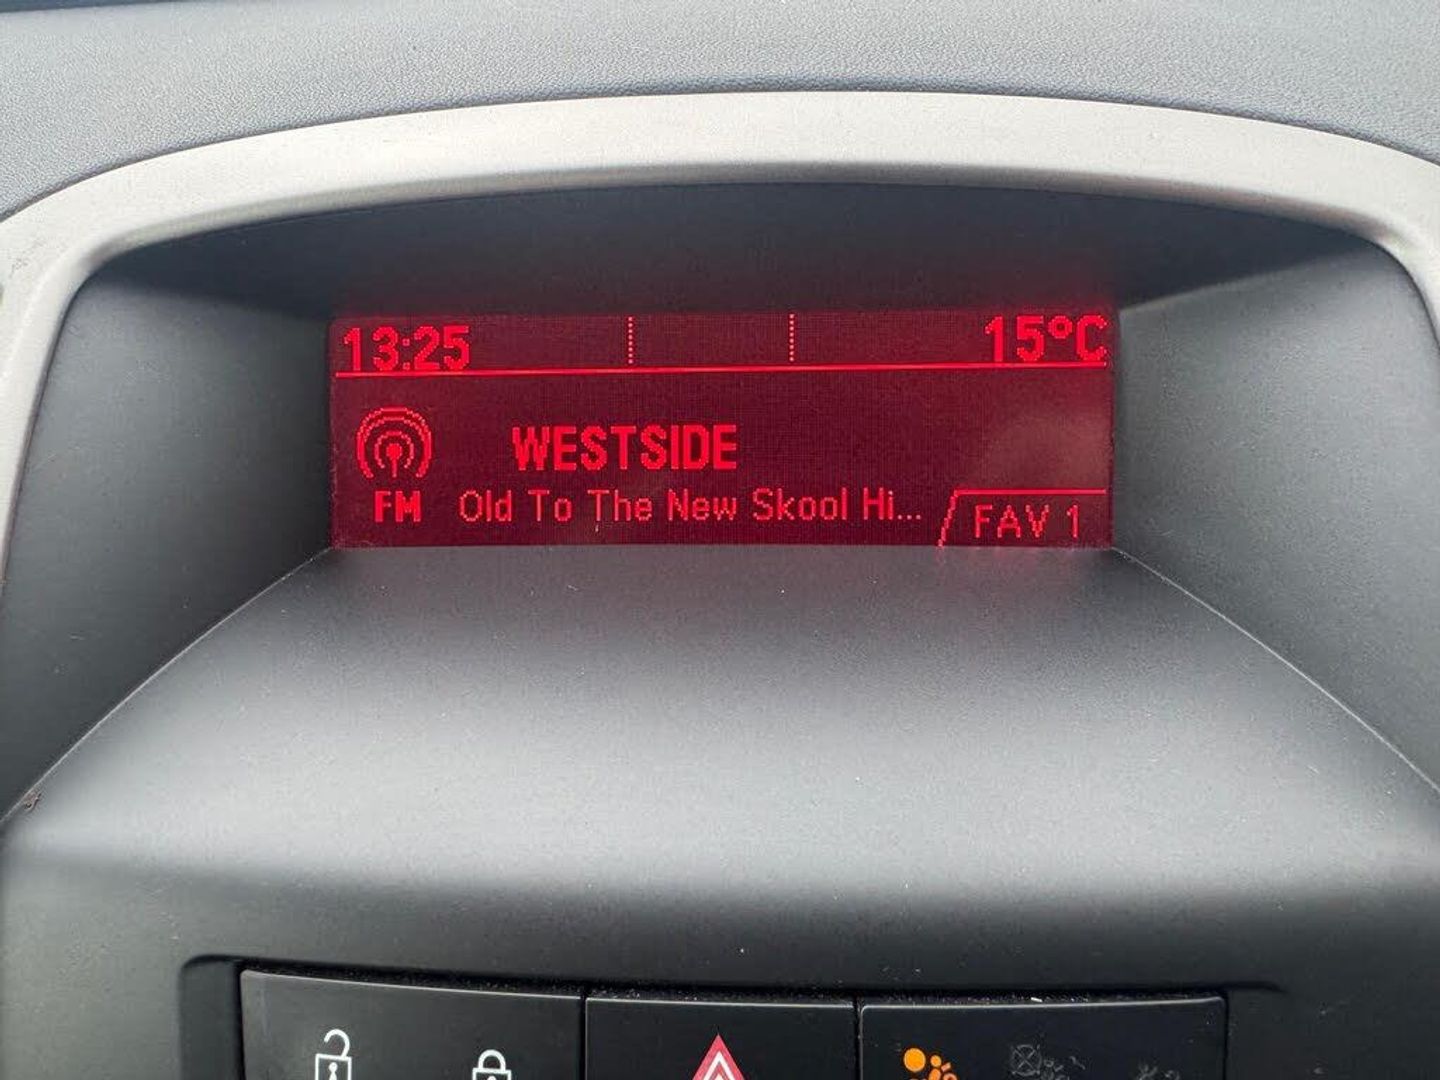 13:25 15°C
WESTSIDE
FM Old To The New Skool Hi... FAV 1